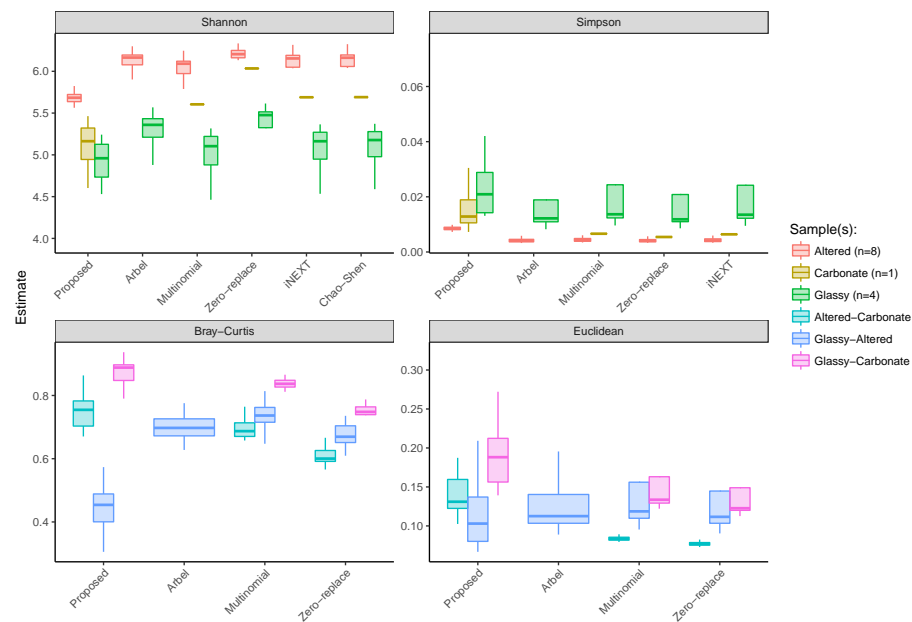 Shannon
Simpson
6.0
5.5
5.0
4.5
4.0
0.06
0.04
0.02
0.00
Proposed
Arbel
Multinomial
Zero−replace
iNEXT
Chao−Shen
Proposed
Arbel
Multinomial
Zero−replace
iNEXT
Estimate
Bray−Curtis
Euclidean
0.8
0.6
0.4
0.30
0.25
0.20
0.15
0.10
Proposed
Arbel
Multinomial
Zero−replace
Proposed
Arbel
Multinomial
Zero−replace
Sample(s):
Altered (n=8)
Carbonate (n=1)
Glassy (n=4)
Altered−Carbonate
Glassy−Altered
Glassy−Carbonate